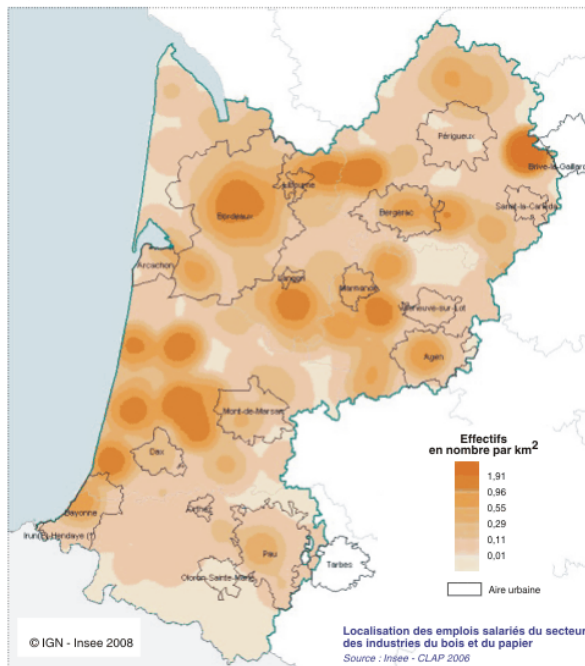 Périgueux
Brive-la-Gaillarde
Libourne
Sarlat-la-Canéda
Bordeaux
Bergerac
Arcachon
Langon
Marmande
Villeneuve-sur-Lot
Agen
Mont-de-Marsan
Dax
Bayonne
Orthez
Irun(E)-Hendaye (f)
Pau
Oloron-Sainte-Marie
Tarbes
Effectifs
en nombre par km²
1,91
0,96
0,55
0,29
0,11
0,01
Aire urbaine
© IGN - Insee 2008
Localisation des emplois salariés du secteur
des industries du bois et du papier
Source : Insee - CLAP 2006